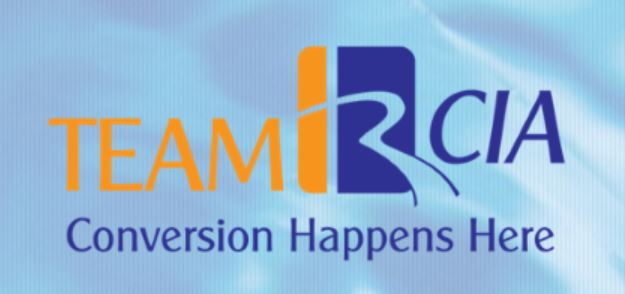 TEAM RCIA
Conversion Happens Here